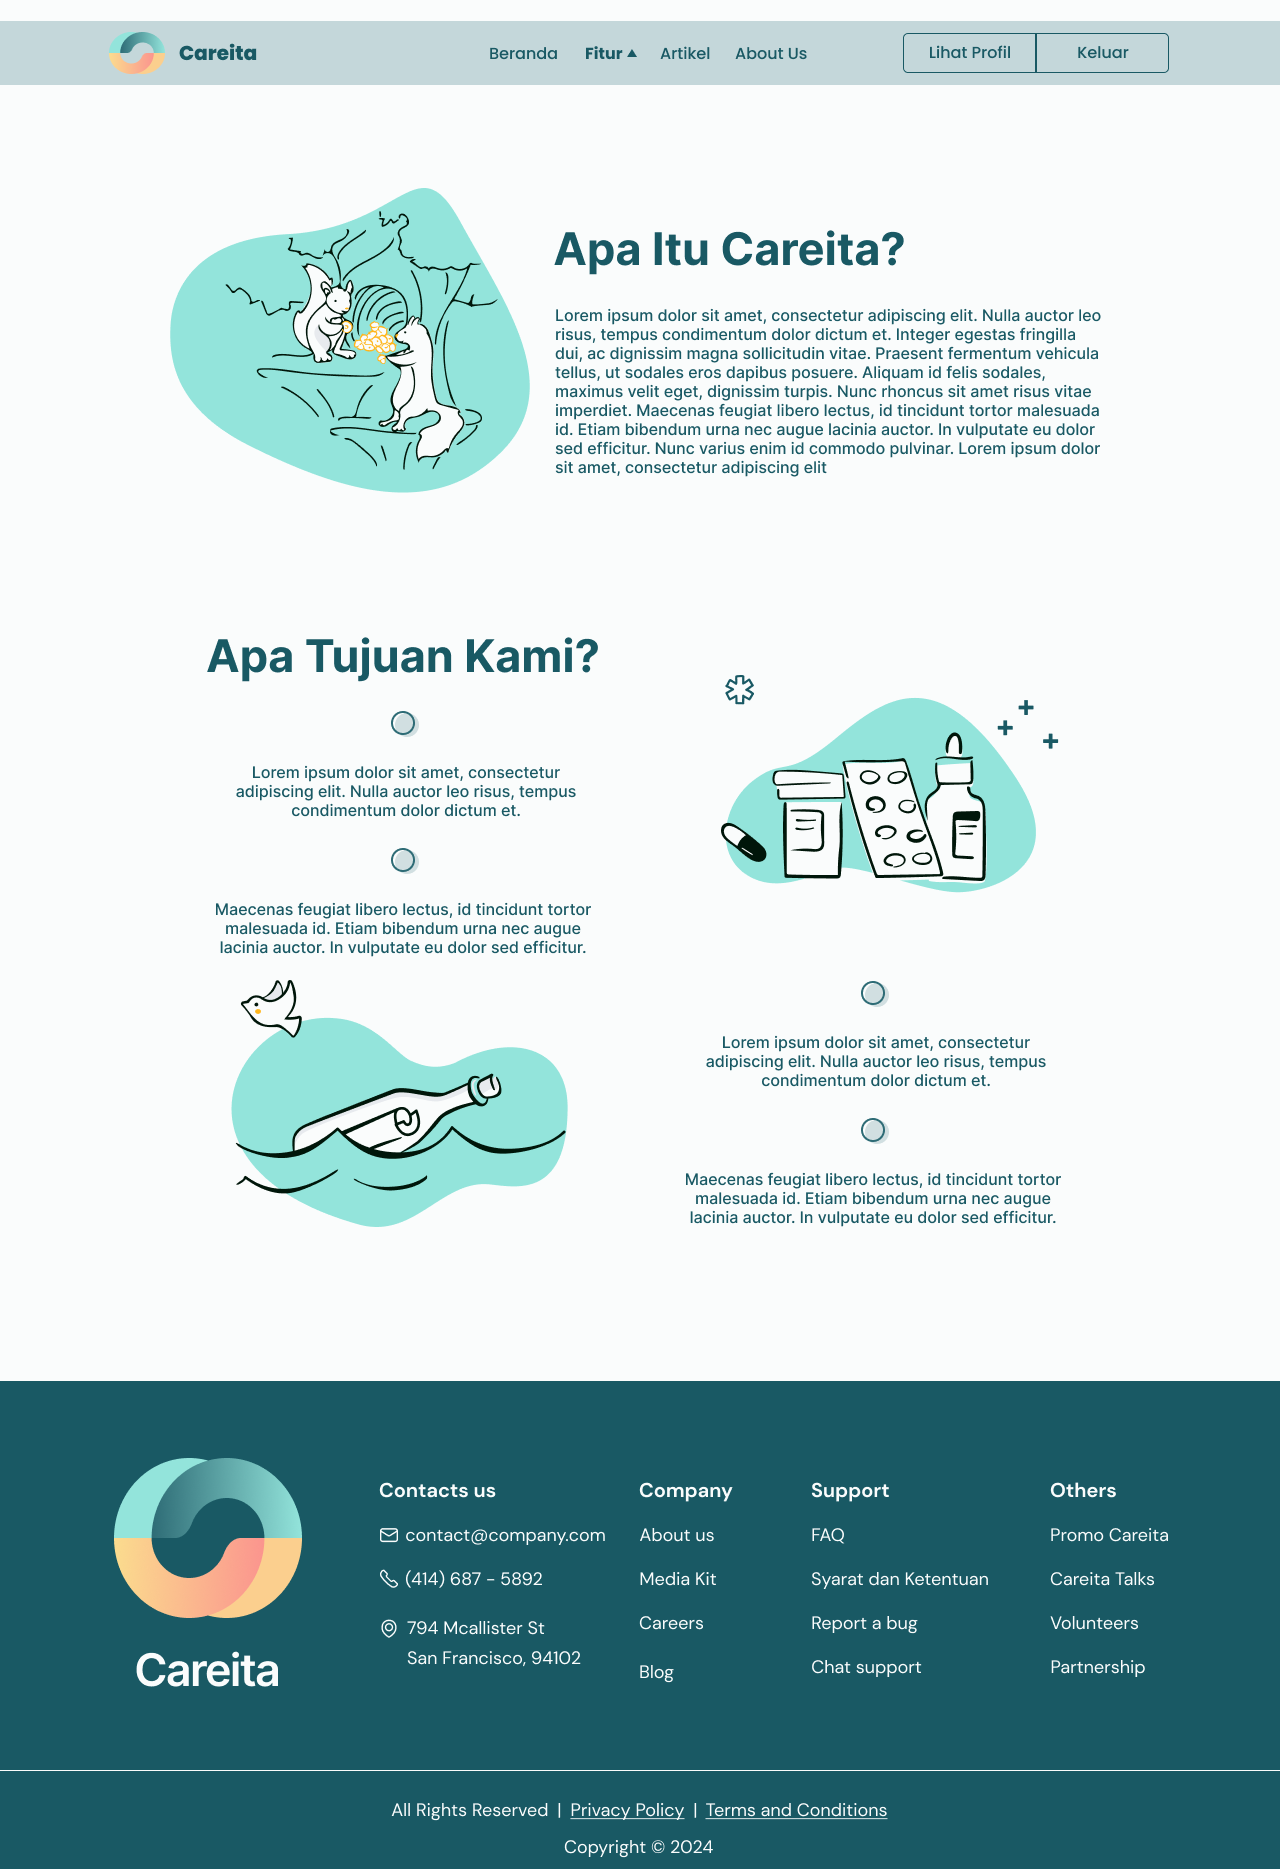 Careita
Beranda
Fitur
Artikel
About Us
Lihat Profil
Keluar
Apa Itu Careita?
Lorem ipsum dolor sit amet, consectetur adipiscing elit. Nulla auctor leo
risus, tempus condimentum dolor dictum et. Integer egestas fringilla
dui, ac dignissim magna sollicitudin vitae. Praesent fermentum vehicula
tellus, ut sodales eros dapibus posuere. Aliquam id felis sodales,
maximus velit eget, dignissim turpis. Nunc rhoncus sit amet risus vitae
imperdiet. Maecenas feugiat libero lectus, id tincidunt tortor malesuada
id. Etiam bibendum urna nec augue lacinia auctor. In vulputate eu dolor
sed efficitur. Nunc varius enim id commodo pulvinar. Lorem ipsum dolor
sit amet, consectetur adipiscing elit
Apa Tujuan Kami?
Lorem ipsum dolor sit amet, consectetur
adipiscing elit. Nulla auctor leo risus, tempus
condimentum dolor dictum et.
Maecenas feugiat libero lectus, id tincidunt tortor
malesuada id. Etiam bibendum urna nec augue
lacinia auctor. In vulputate eu dolor sed efficitur.
Lorem ipsum dolor sit amet, consectetur
adipiscing elit. Nulla auctor leo risus, tempus
condimentum dolor dictum et.
Maecenas feugiat libero lectus, id tincidunt tortor
malesuada id. Etiam bibendum urna nec augue
lacinia auctor. In vulputate eu dolor sed efficitur.
Careita
Contacts us
contact@company.com
(414) 687 - 5892
794 Mcallister St
San Francisco, 94102
Company
About us
Media Kit
Careers
Blog
Support
FAQ
Syarat dan Ketentuan
Report a bug
Chat support
Others
Promo Careita
Careita Talks
Volunteers
Partnership
All Rights Reserved | Privacy Policy | Terms and Conditions
Copyright © 2024